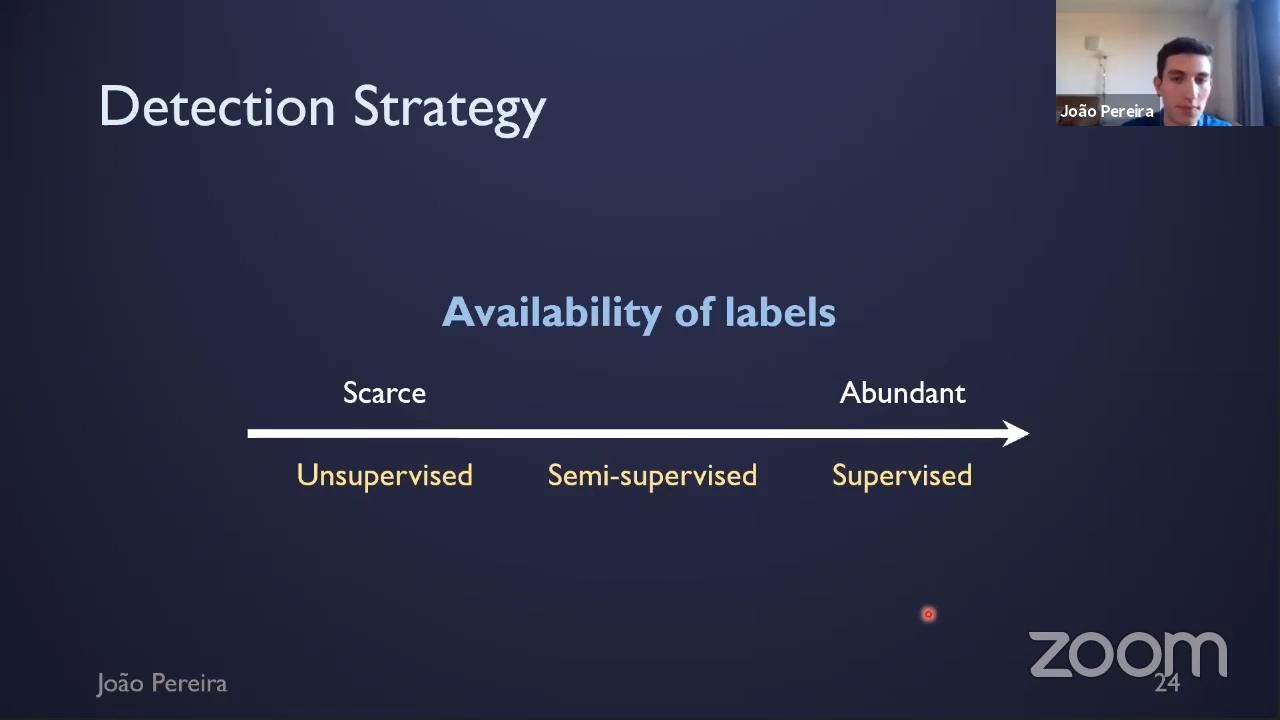 Detection Strategy
João Pereira
Availability of labels
Scarce
Abundant
Unsupervised
Semi-supervised
Supervised
João Pereira
zoom
24